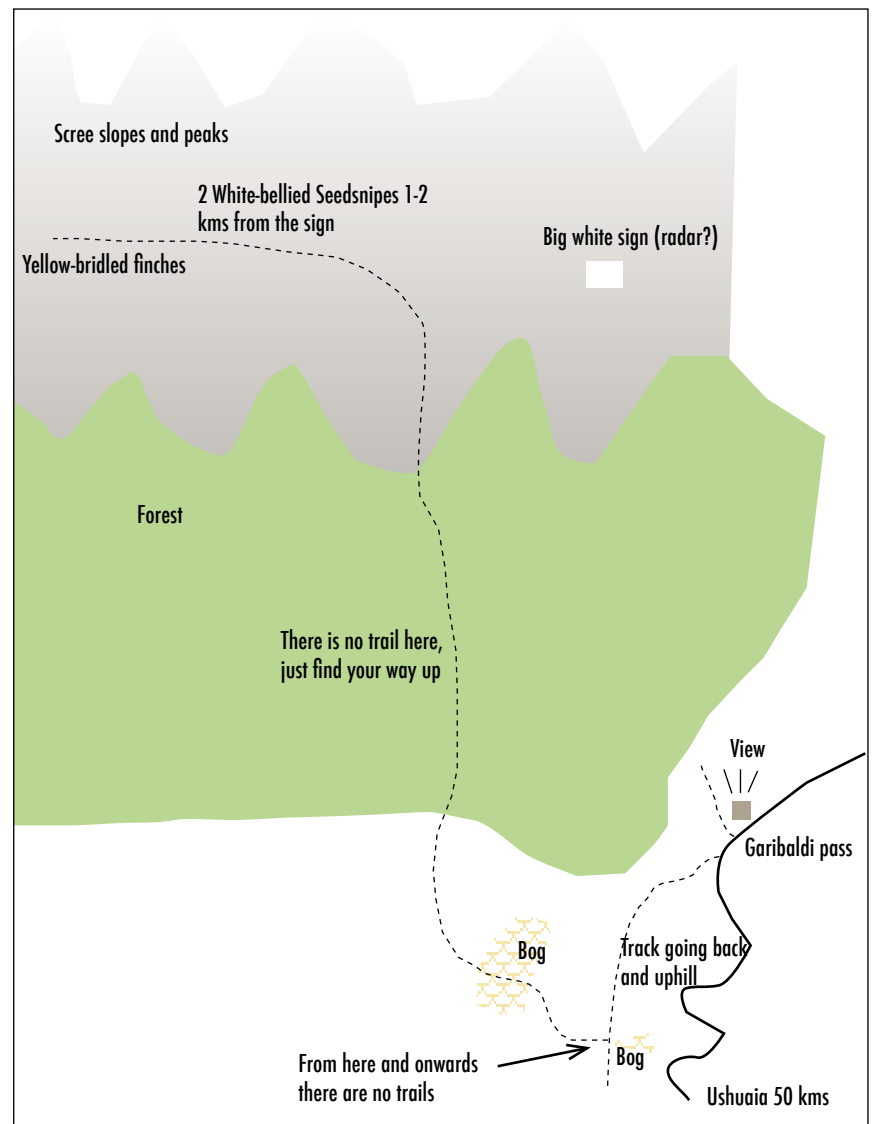 Scree slopes and peaks
2 White-bellied Seedsnipes 1-2
kms from the sign
Big white sign (radar?)
Yellow-bridled finches
Forest
There is no trail here,
just find your way up
View
Garibaldi pass
Bog
Track going back
and uphill
From here and onwards
there are no trails
Bog
Ushuaia 50 kms